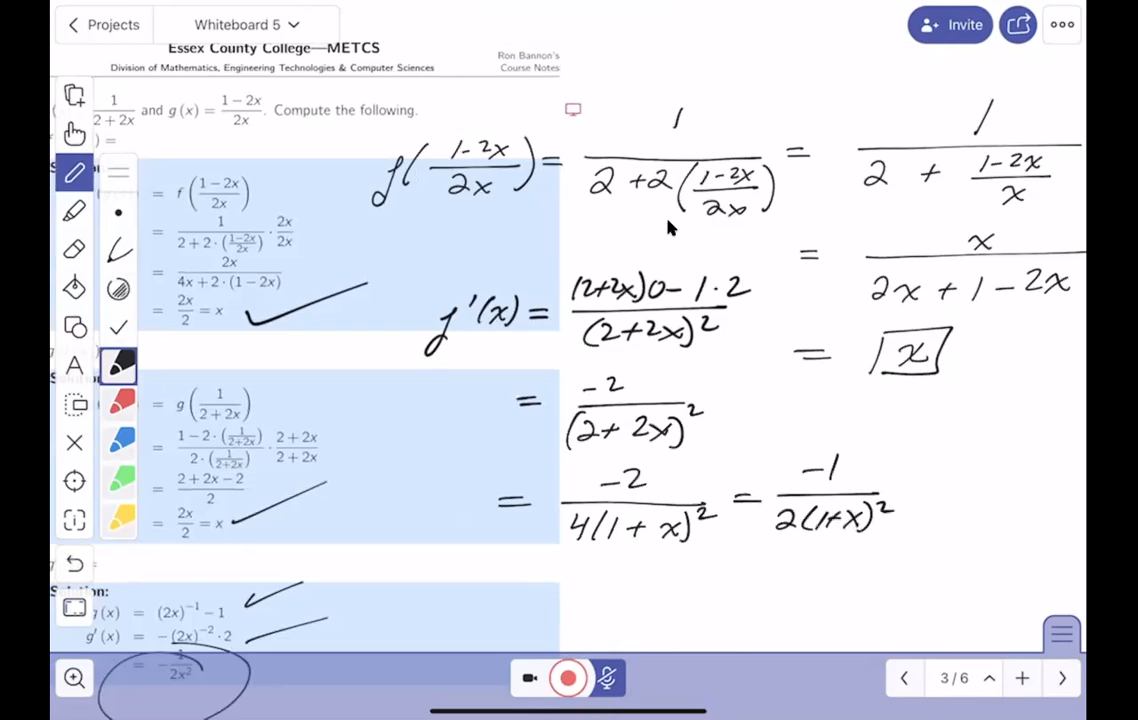 Projects
Whiteboard 5
Invite
Essex County College—METCS
Division of Mathematics, Engineering Technologies & Computer Sciences
Ron Bannon's
Course Notes
1/(2 + 2x) and g (x) = (1 − 2x)/(2x). Compute the following.
) =
= f ((1 − 2x)/(2x))
= 1/(2 + 2 · ((1−2x)/(2x))) · 2x/2x
= 2x/(4x + 2 · (1 − 2x))
= 2x/2 = x
= g (1/(2 + 2x))
= (1 − 2 · (1/(2+2x)))/(2 · (1/(2+2x))) · (2 + 2x)/(2 + 2x)
= (2 + 2x − 2)/2
= 2x/2 = x
Solution:
g (x) = (2x)^−1 − 1
g′ (x) = − (2x)^−2 · 2
= − 1/(2x^2)
f((1-2x)/(2x)) = 1/(2 + 2((1-2x)/(2x))) = 1/(2 + (1-2x)/x)
= x/(2x + 1 - 2x)
= x
f'(x) = ((2+2x)0 - 1·2)/(2+2x)^2
= -2/(2+2x)^2
= -2/(4(1+x)^2) = -1/(2(1+x)^2)
A
3/6